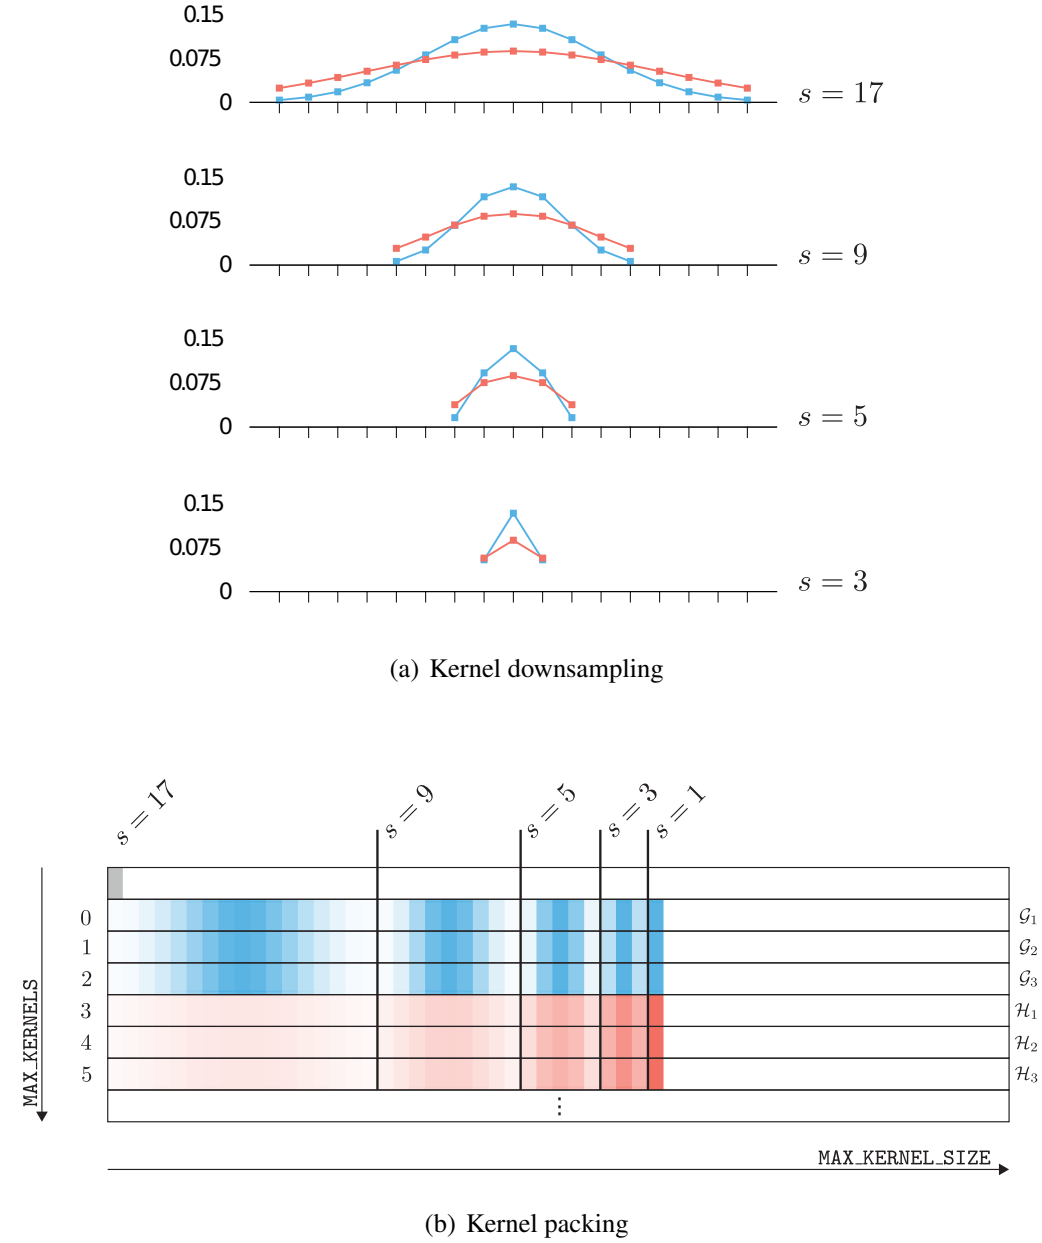 0.15
0.075
0
s = 17
0.15
0.075
0
s = 9
0.15
0.075
0
s = 5
0.15
0.075
0
s = 3
(a) Kernel downsampling
s = 17
s = 9
s = 5
s = 3
s = 1
MAX_KERNELS
0 𝒢₁
1 𝒢₂
2 𝒢₃
3 ℋ₁
4 ℋ₂
5 ℋ₃
⋮
MAX_KERNEL_SIZE
(b) Kernel packing